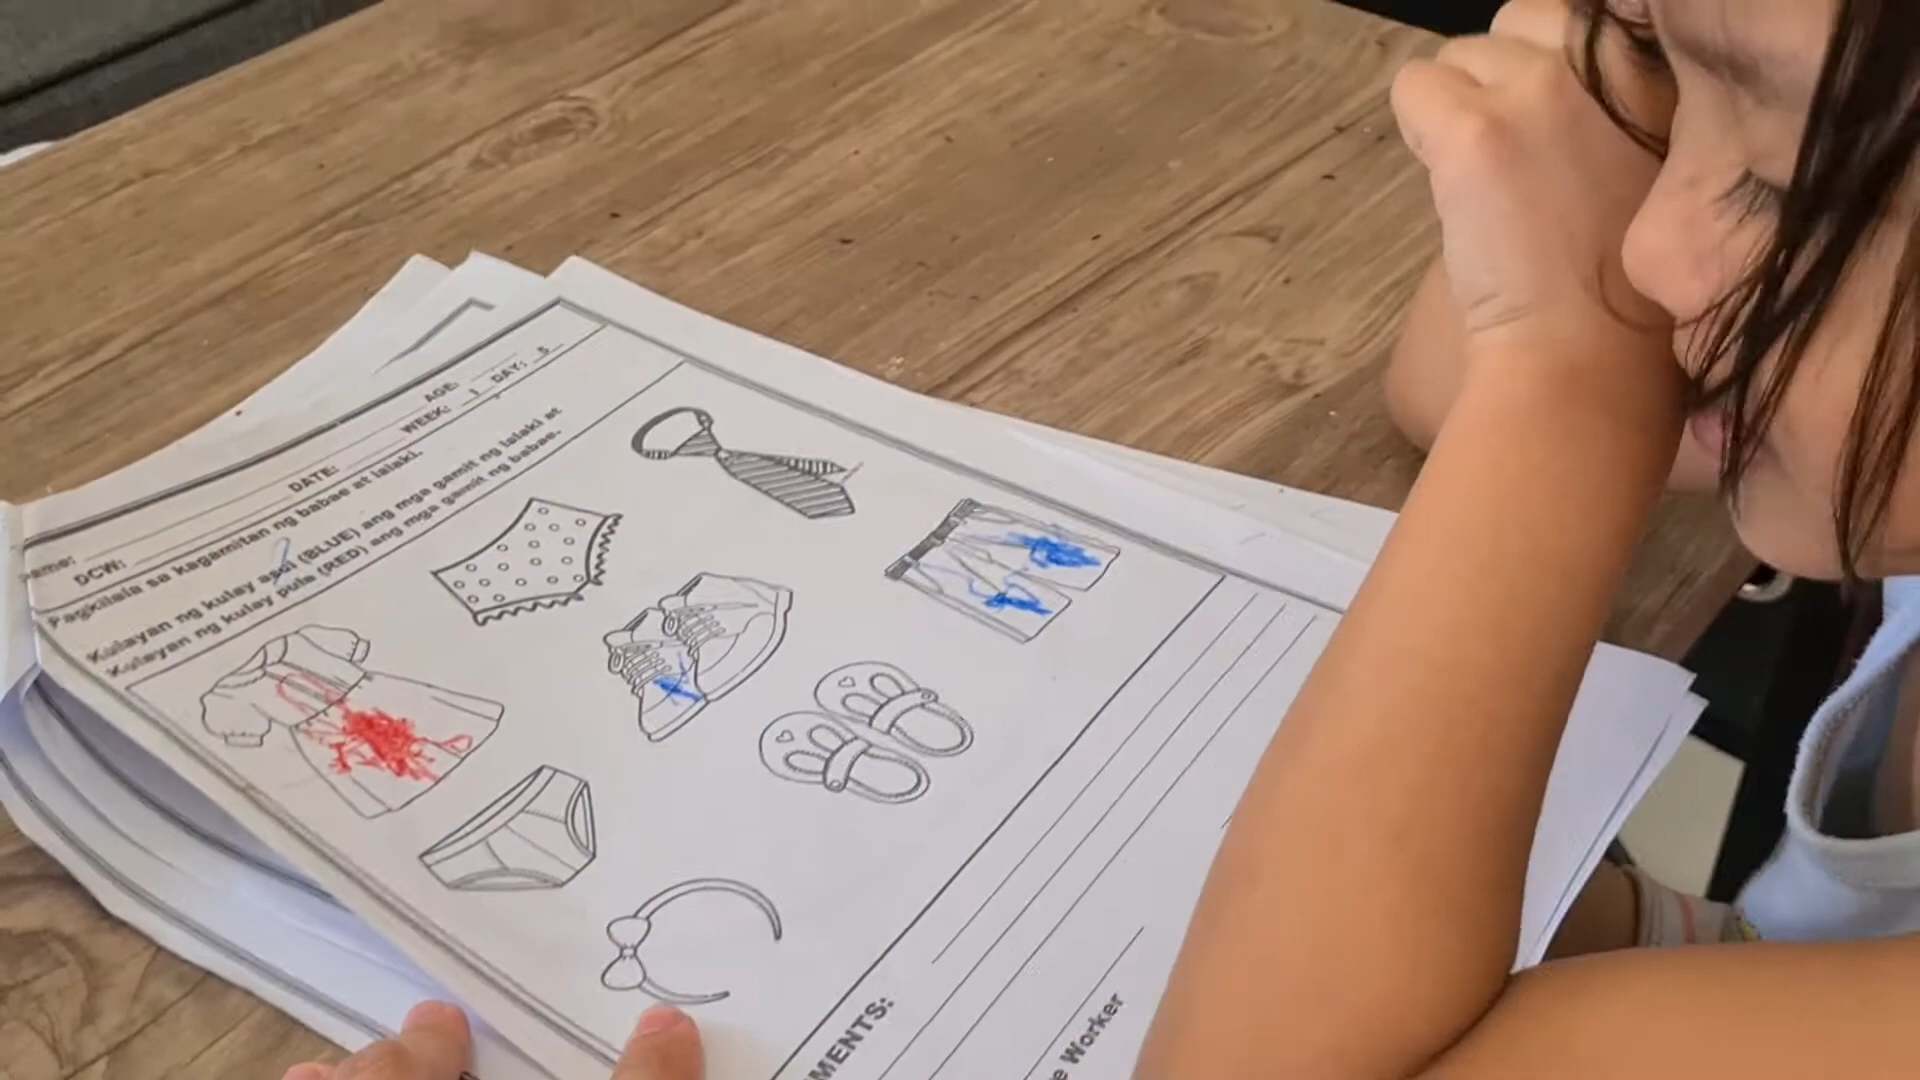 ame: AGE:
DCW: DATE: WEEK: 1 DAY: 5
Pagkilala sa kagamitan ng babae at lalaki.
Kulayan ng kulay asul (BLUE) ang mga gamit ng lalaki at
Kulayan ng kulay pula (RED) ang mga gamit ng babae.
MENTS:
e Worker